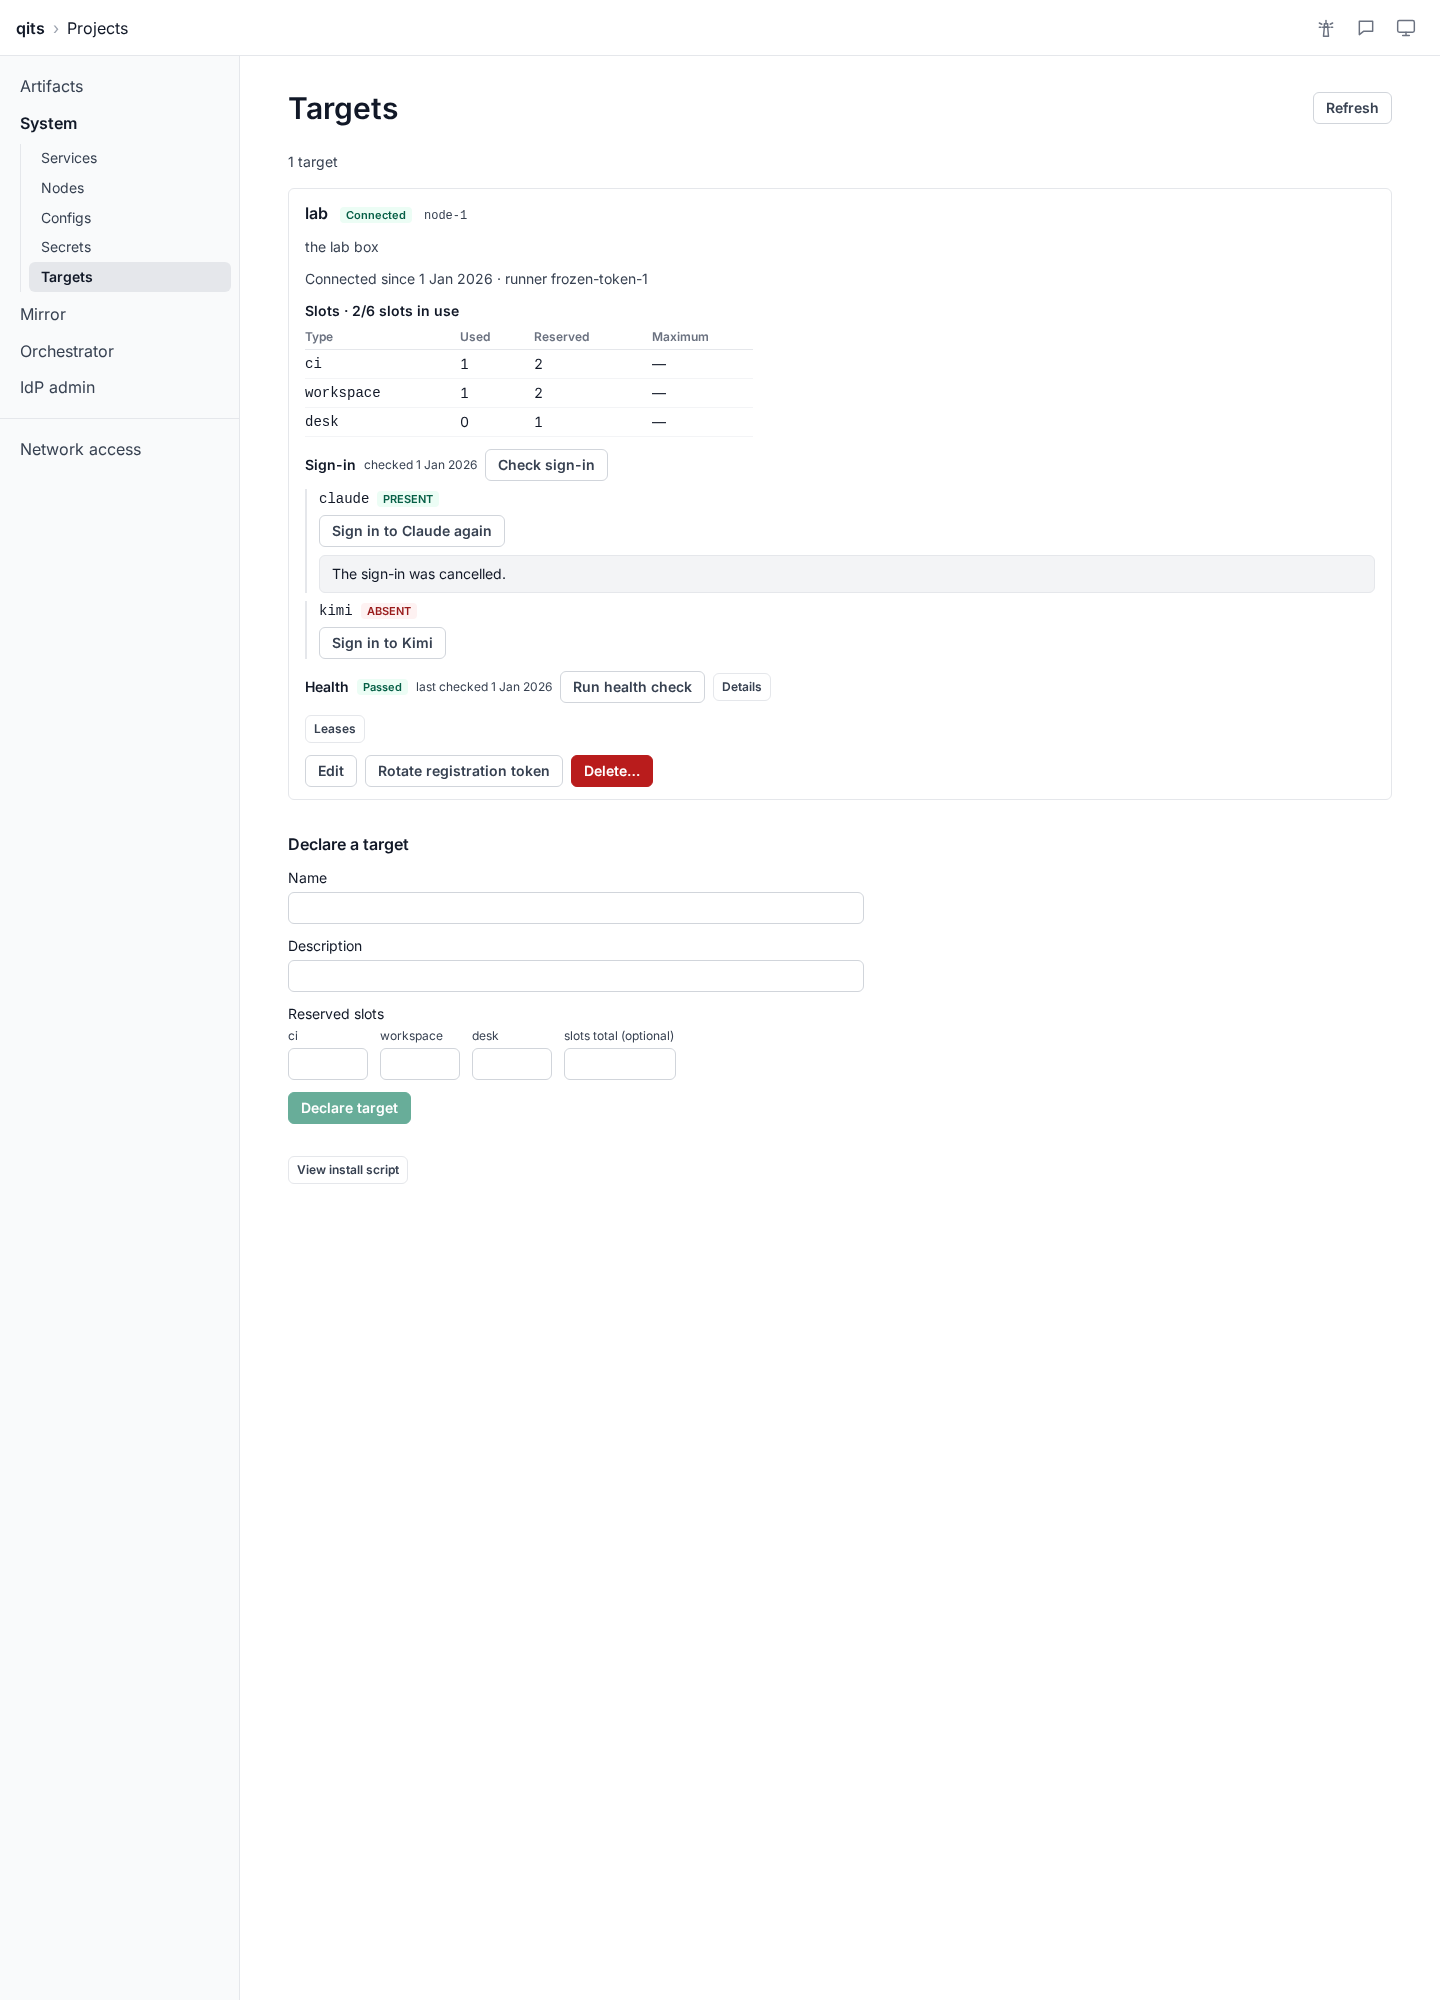 qits › Projects
Artifacts
System
Services
Nodes
Configs
Secrets
Targets
Mirror
Orchestrator
IdP admin
Network access
Targets
Refresh
1 target
lab Connected node-1
the lab box
Connected since 1 Jan 2026 · runner frozen-token-1
Slots · 2/6 slots in use
Type Used Reserved Maximum
ci 1 2 —
workspace 1 2 —
desk 0 1 —
Sign-in checked 1 Jan 2026 Check sign-in
claude PRESENT
Sign in to Claude again
The sign-in was cancelled.
kimi ABSENT
Sign in to Kimi
Health Passed last checked 1 Jan 2026 Run health check Details
Leases
Edit Rotate registration token Delete...
Declare a target
Name
Description
Reserved slots
ci workspace desk slots total (optional)
Declare target
View install script